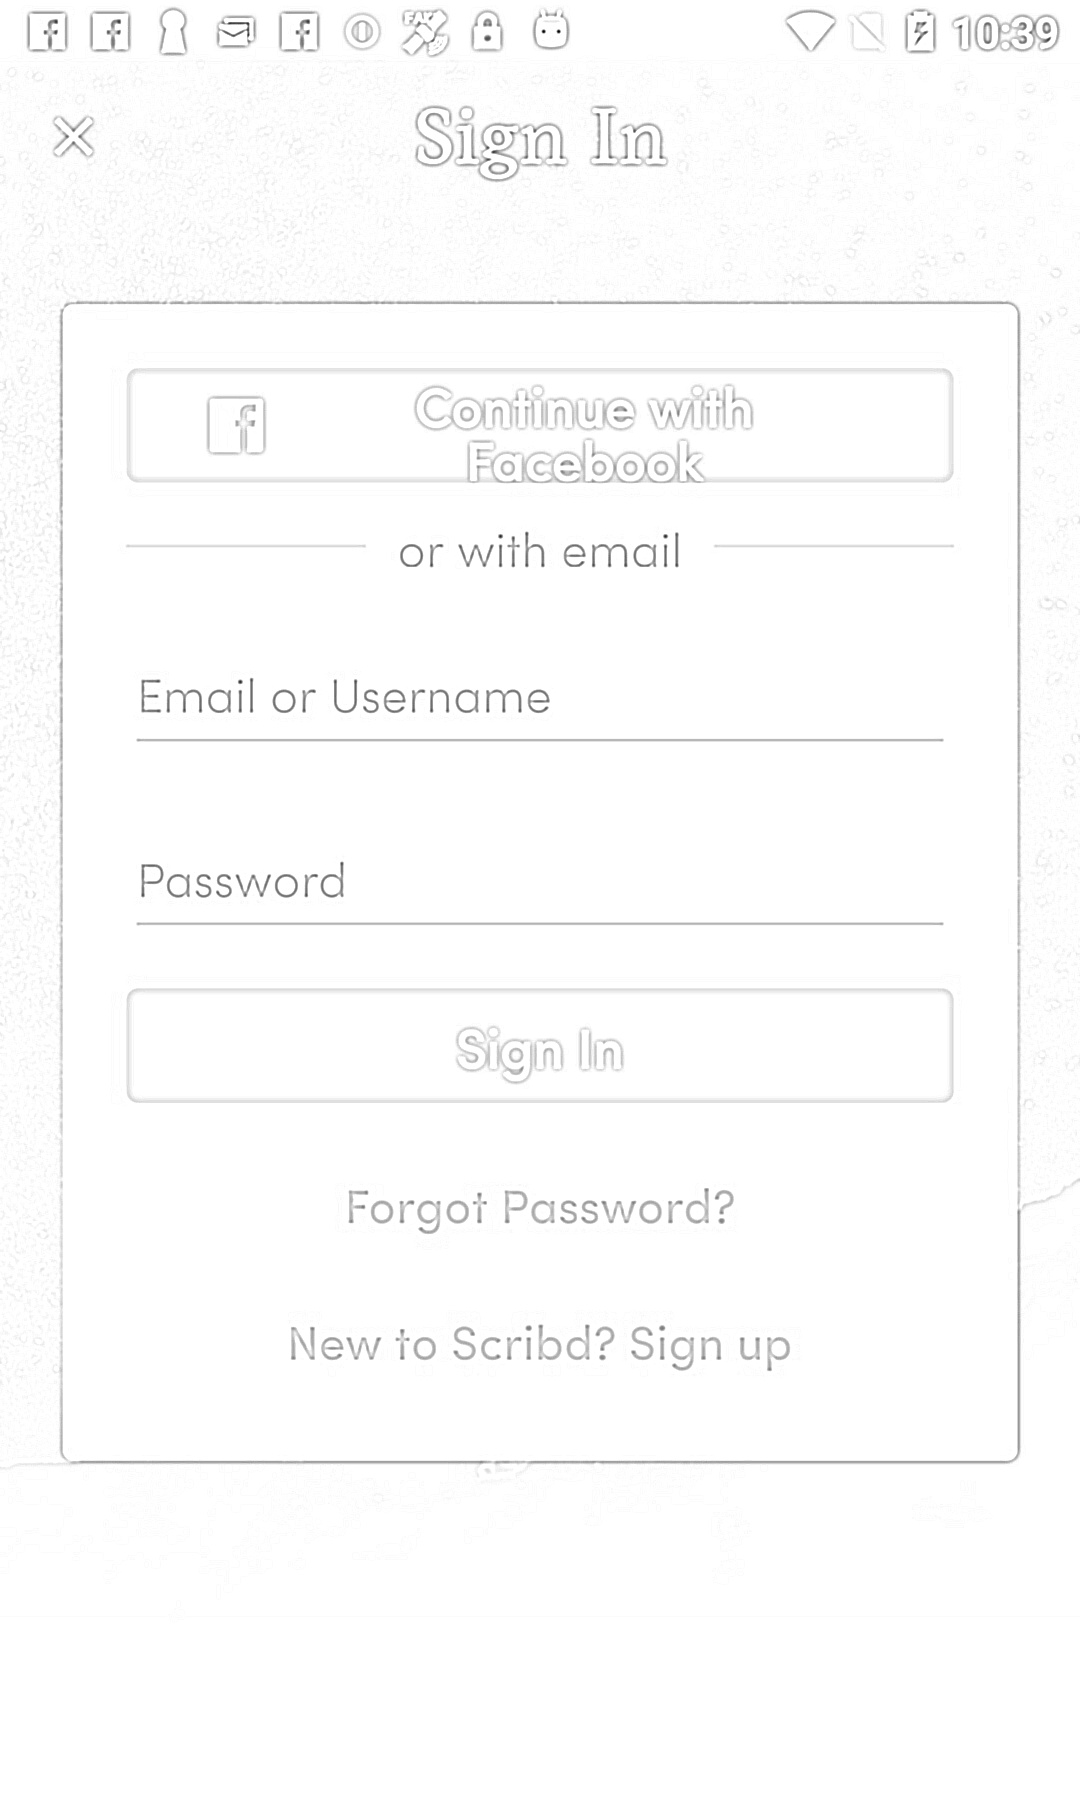 10:39
Sign In
Continue with
Facebook
or with email
Email or Username
Password
Sign In
Forgot Password?
New to Scribd? Sign up